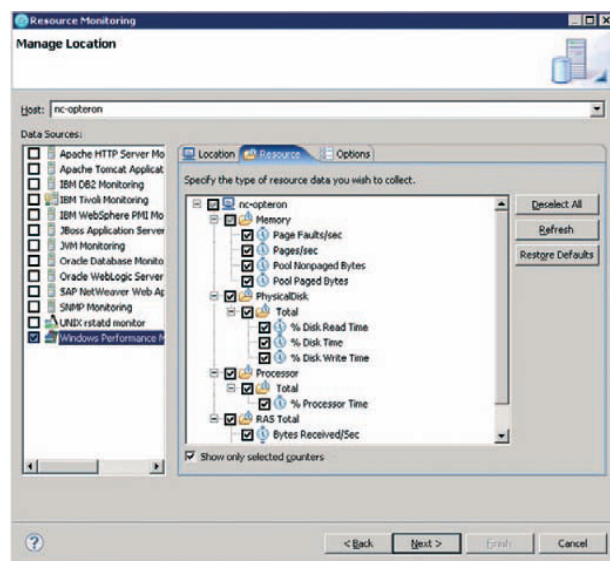 Resource Monitoring
Manage Location
Host: nc-opteron
Data Sources:
Apache HTTP Server Mo
Apache Tomcat Applicat
IBM DB2 Monitoring
IBM Tivoli Monitoring
IBM WebSphere PMI Mo
JBoss Application Server
JVM Monitoring
Oracle Database Monito
Oracle WebLogic Server
SAP NetWeaver Web Ap
SNMP Monitoring
UNIX rstatd monitor
Windows Performance M
Location Resource Options
Specify the type of resource data you wish to collect.
nc-opteron
Memory
Page Faults/sec
Pages/sec
Pool Nonpaged Bytes
Pool Paged Bytes
PhysicalDisk
Total
% Disk Read Time
% Disk Time
% Disk Write Time
Processor
Total
% Processor Time
RAS Total
Bytes Received/Sec
Deselect All
Refresh
Restore Defaults
Show only selected counters
< Back Next > Finish Cancel